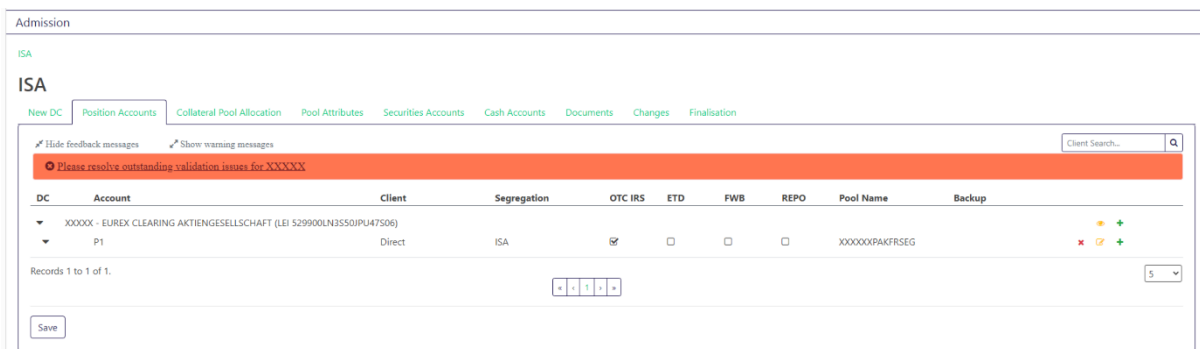 Admission
ISA
ISA
New DC Position Accounts Collateral Pool Allocation Pool Attributes Securities Accounts Cash Accounts Documents Changes Finalisation
Hide feedback messages Show warning messages Client Search...
Please resolve outstanding validation issues for XXXXX
DC Account Client Segregation OTC IRS ETD FWB REPO Pool Name Backup
XXXXX - EUREX CLEARING AKTIENGESELLSCHAFT (LEI 529900LN3S50JPU47S06)
P1 Direct ISA XXXXXXPAKFRSEG
Records 1 to 1 of 1.
« ‹ 1 › » 5
Save